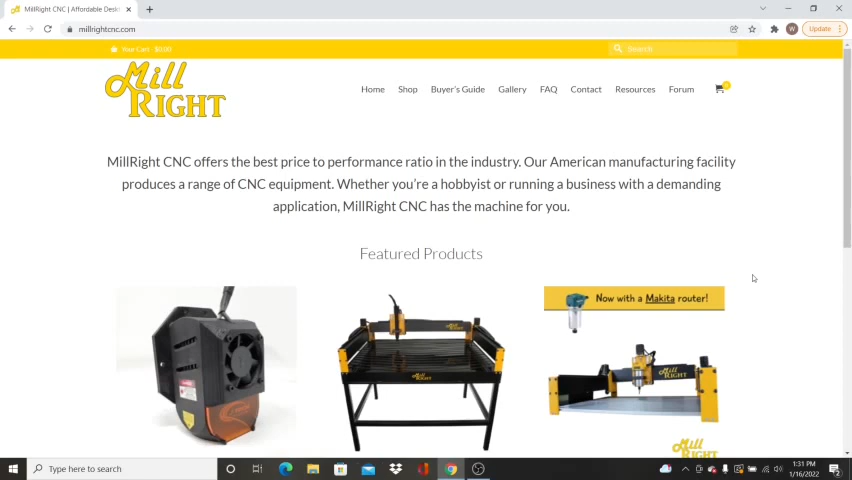 MillRight CNC | Affordable Desk
millrightcnc.com
Update
Your Cart - $0.00
Search
Mill
RIGHT
Home
Shop
Buyer's Guide
Gallery
FAQ
Contact
Resources
Forum
MillRight CNC offers the best price to performance ratio in the industry. Our American manufacturing facility
produces a range of CNC equipment. Whether you're a hobbyist or running a business with a demanding
application, MillRight CNC has the machine for you.
Featured Products
Now with a Makita router!
Mill
RIGHT
Mill
RIGHT
Type here to search
1:31 PM
1/16/2022